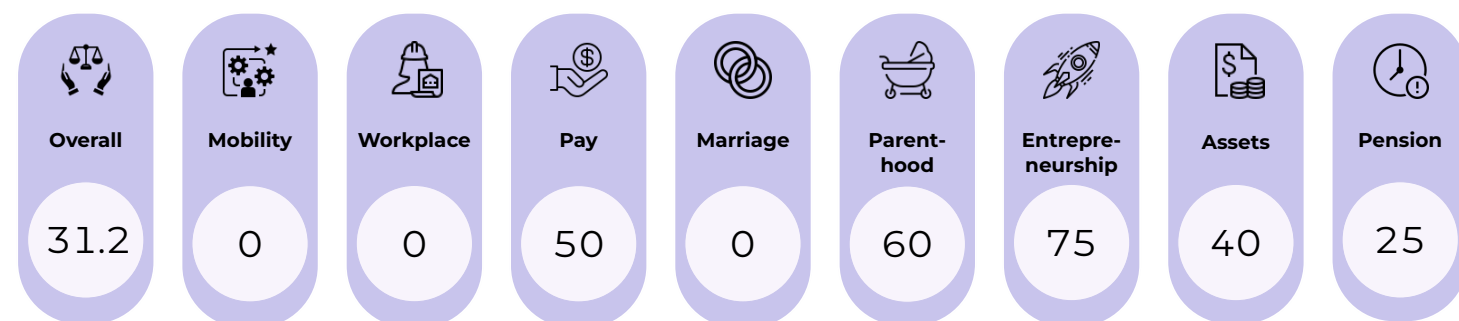 $
$
Overall
Mobility
Workplace
Pay
Marriage
Parent-
hood
Entrepre-
neurship
Assets
Pension
31.2
0
0
50
0
60
75
40
25